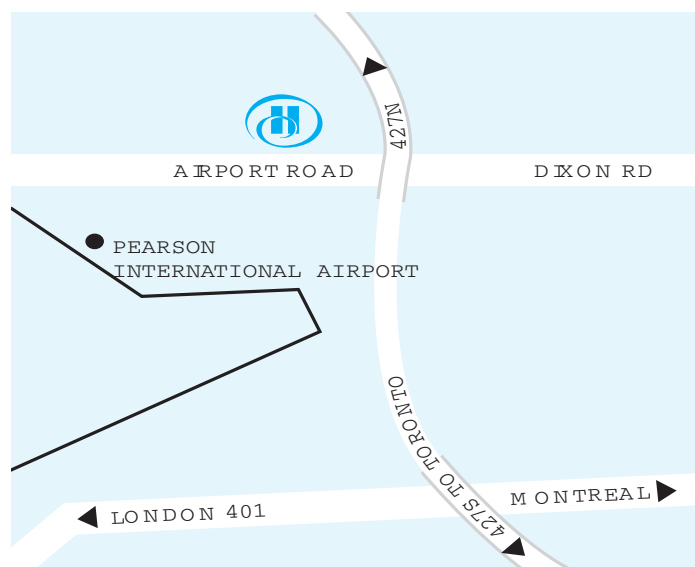 427N
AIRPORT ROAD
DIXON RD
PEARSON
INTERNATIONAL AIRPORT
427S TO TORONTO
LONDON 401
MONTREAL